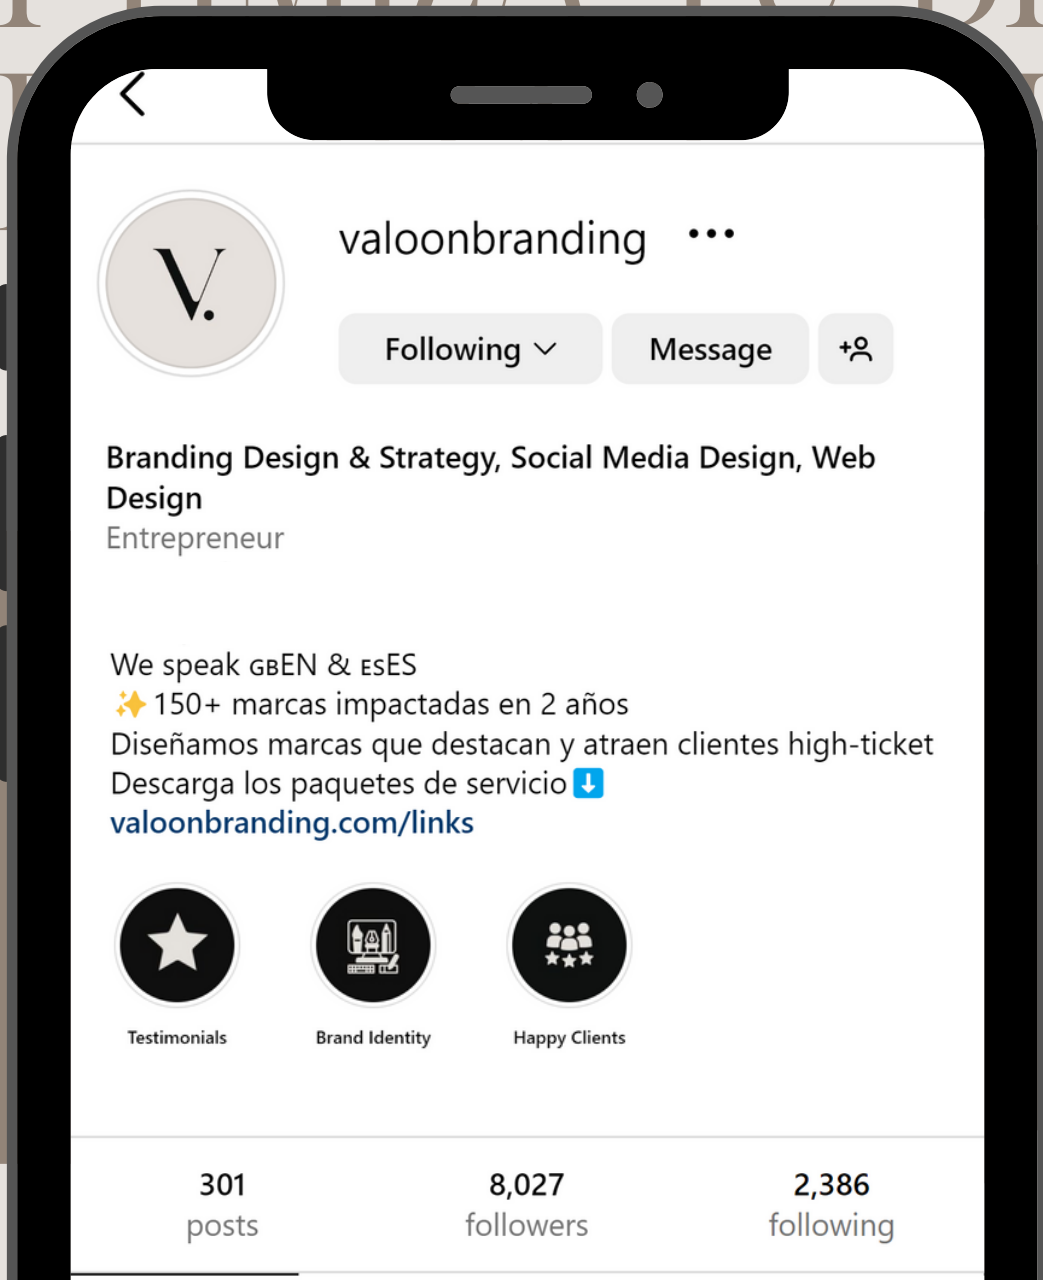 V.
valoonbranding
Following
Message
Branding Design & Strategy, Social Media Design, Web
Design
Entrepreneur
We speak GBEN & ESES
✨150+ marcas impactadas en 2 años
Diseñamos marcas que destacan y atraen clientes high-ticket
Descarga los paquetes de servicio⬇️
valoonbranding.com/links
Testimonials
Brand Identity
Happy Clients
301
posts
8,027
followers
2,386
following